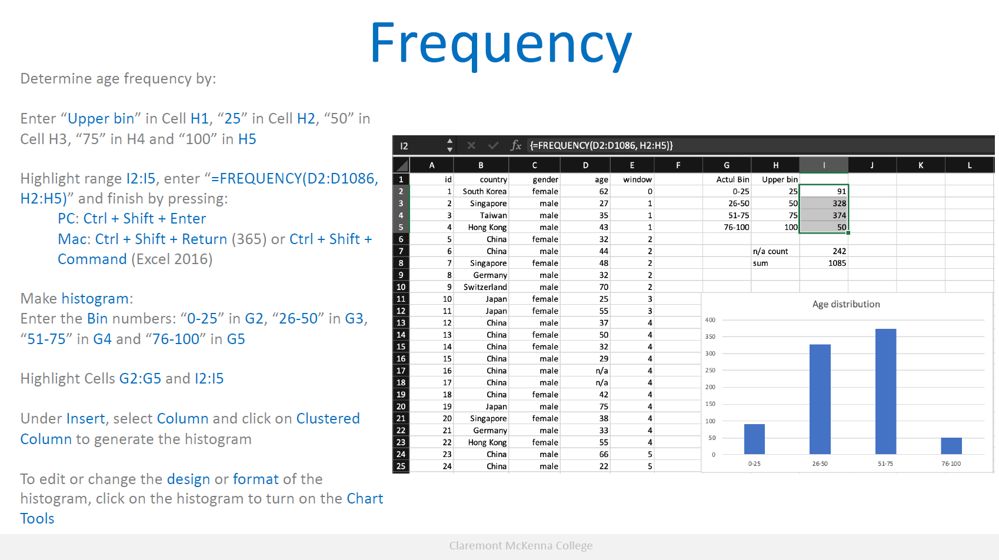 Frequency
Determine age frequency by:
Enter “Upper bin” in Cell H1, “25” in Cell H2, “50” in
Cell H3, “75” in H4 and “100” in H5
Highlight range I2:I5, enter “=FREQUENCY(D2:D1086,
H2:H5)” and finish by pressing:
PC: Ctrl + Shift + Enter
Mac: Ctrl + Shift + Return (365) or Ctrl + Shift +
Command (Excel 2016)
Make histogram:
Enter the Bin numbers: “0-25” in G2, “26-50” in G3,
“51-75” in G4 and “76-100” in G5
Highlight Cells G2:G5 and I2:I5
Under Insert, select Column and click on Clustered
Column to generate the histogram
To edit or change the design or format of the
histogram, click on the histogram to turn on the Chart
Tools
I2 fx {=FREQUENCY(D2:D1086, H2:H5)}
A B C D E F G H I J K L
1 id country gender age window Actul Bin Upper bin
2 1 South Korea female 62 0 0-25 25 91
3 2 Singapore male 27 1 26-50 50 328
4 3 Taiwan male 35 1 51-75 75 374
5 4 Hong Kong male 43 1 76-100 100 50
6 5 China female 32 2
7 6 China male 44 2 n/a count 242
8 7 Singapore female 48 2 sum 1085
9 8 Germany male 32 2
10 9 Switzerland male 70 2
11 10 Japan female 25 3
12 11 Japan female 55 3
13 12 China male 37 4
14 13 China female 50 4
15 14 China female 32 4
16 15 China male 29 4
17 16 China male n/a 4
18 17 China male n/a 4
19 18 China female 42 4
20 19 Japan male 75 4
21 20 Singapore female 38 4
22 21 Germany male 33 4
23 22 Hong Kong female 55 4
24 23 China male 66 5
25 24 China male 22 5
Age distribution
400
350
300
250
200
150
100
50
0
0-25 26-50 51-75 76-100
Claremont McKenna College